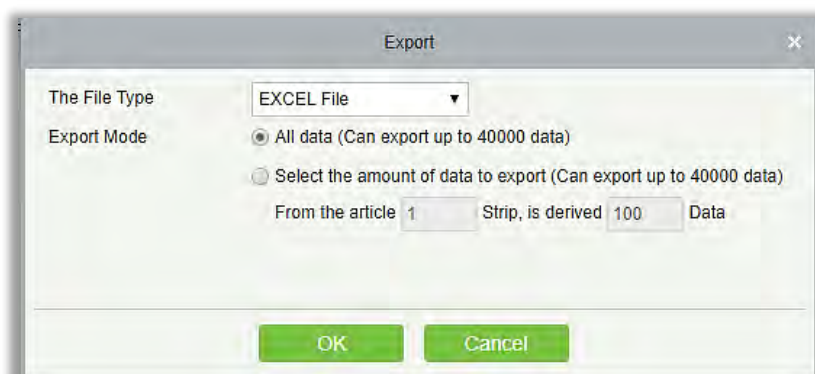 Export
The File Type EXCEL File
Export Mode All data (Can export up to 40000 data)
Select the amount of data to export (Can export up to 40000 data)
From the article 1 Strip, is derived 100 Data
OK Cancel